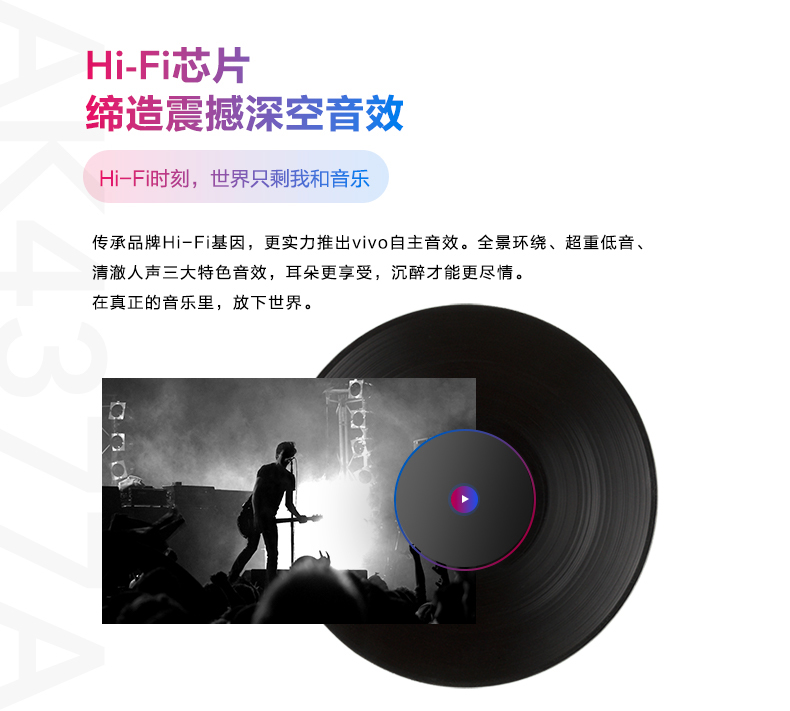 Hi-Fi芯片
缔造震撼深空音效
Hi-Fi时刻，世界只剩我和音乐
传承品牌Hi-Fi基因，更实力推出vivo自主音效。全景环绕、超重低音、
清澈人声三大特色音效，耳朵更享受，沉醉才能更尽情。
在真正的音乐里，放下世界。
AK4377A